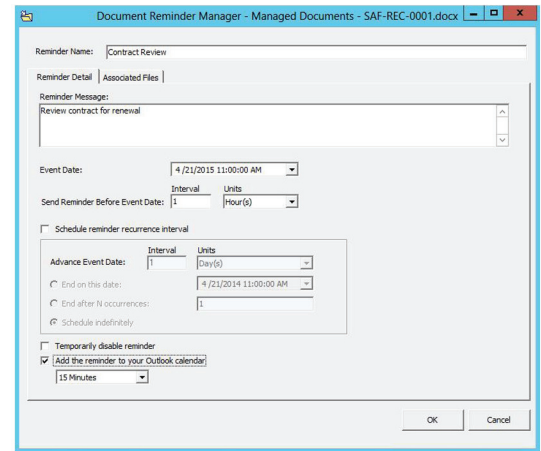 Document Reminder Manager - Managed Documents - SAF-REC-0001.docx
Reminder Name: Contract Review
Reminder Detail Associated Files
Reminder Message:
Review contract for renewal
Event Date: 4 /21/2015 11:00:00 AM
Interval Units
Send Reminder Before Event Date: 1 Hour(s)
Schedule reminder recurrence interval
Interval Units
Advance Event Date: 1 Day(s)
End on this date: 4 /21/2014 11:00:00 AM
End after N occurrences: 1
Schedule indefinitely
Temporarily disable reminder
Add the reminder to your Outlook calendar
15 Minutes
OK Cancel